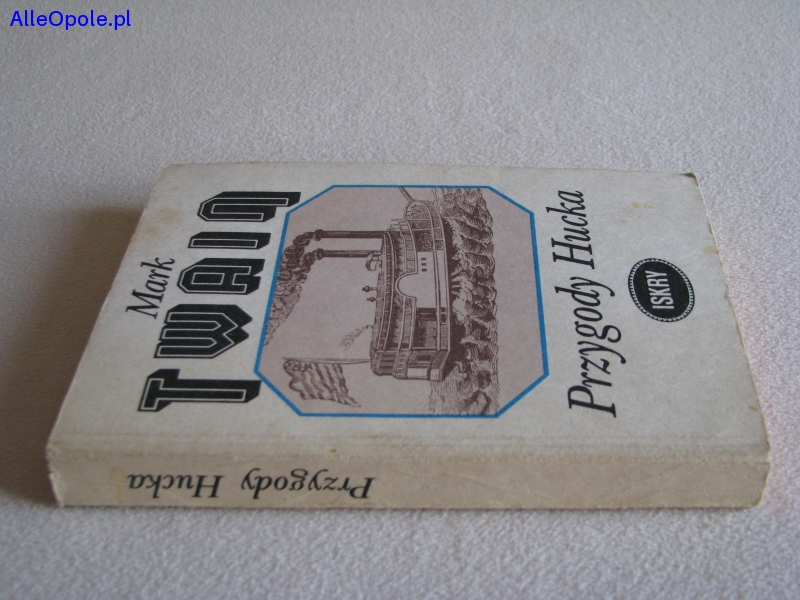 AlleOpole.pl
Mark
TWAIN
Przygody Hucka
ISKRY
Przygody Hucka